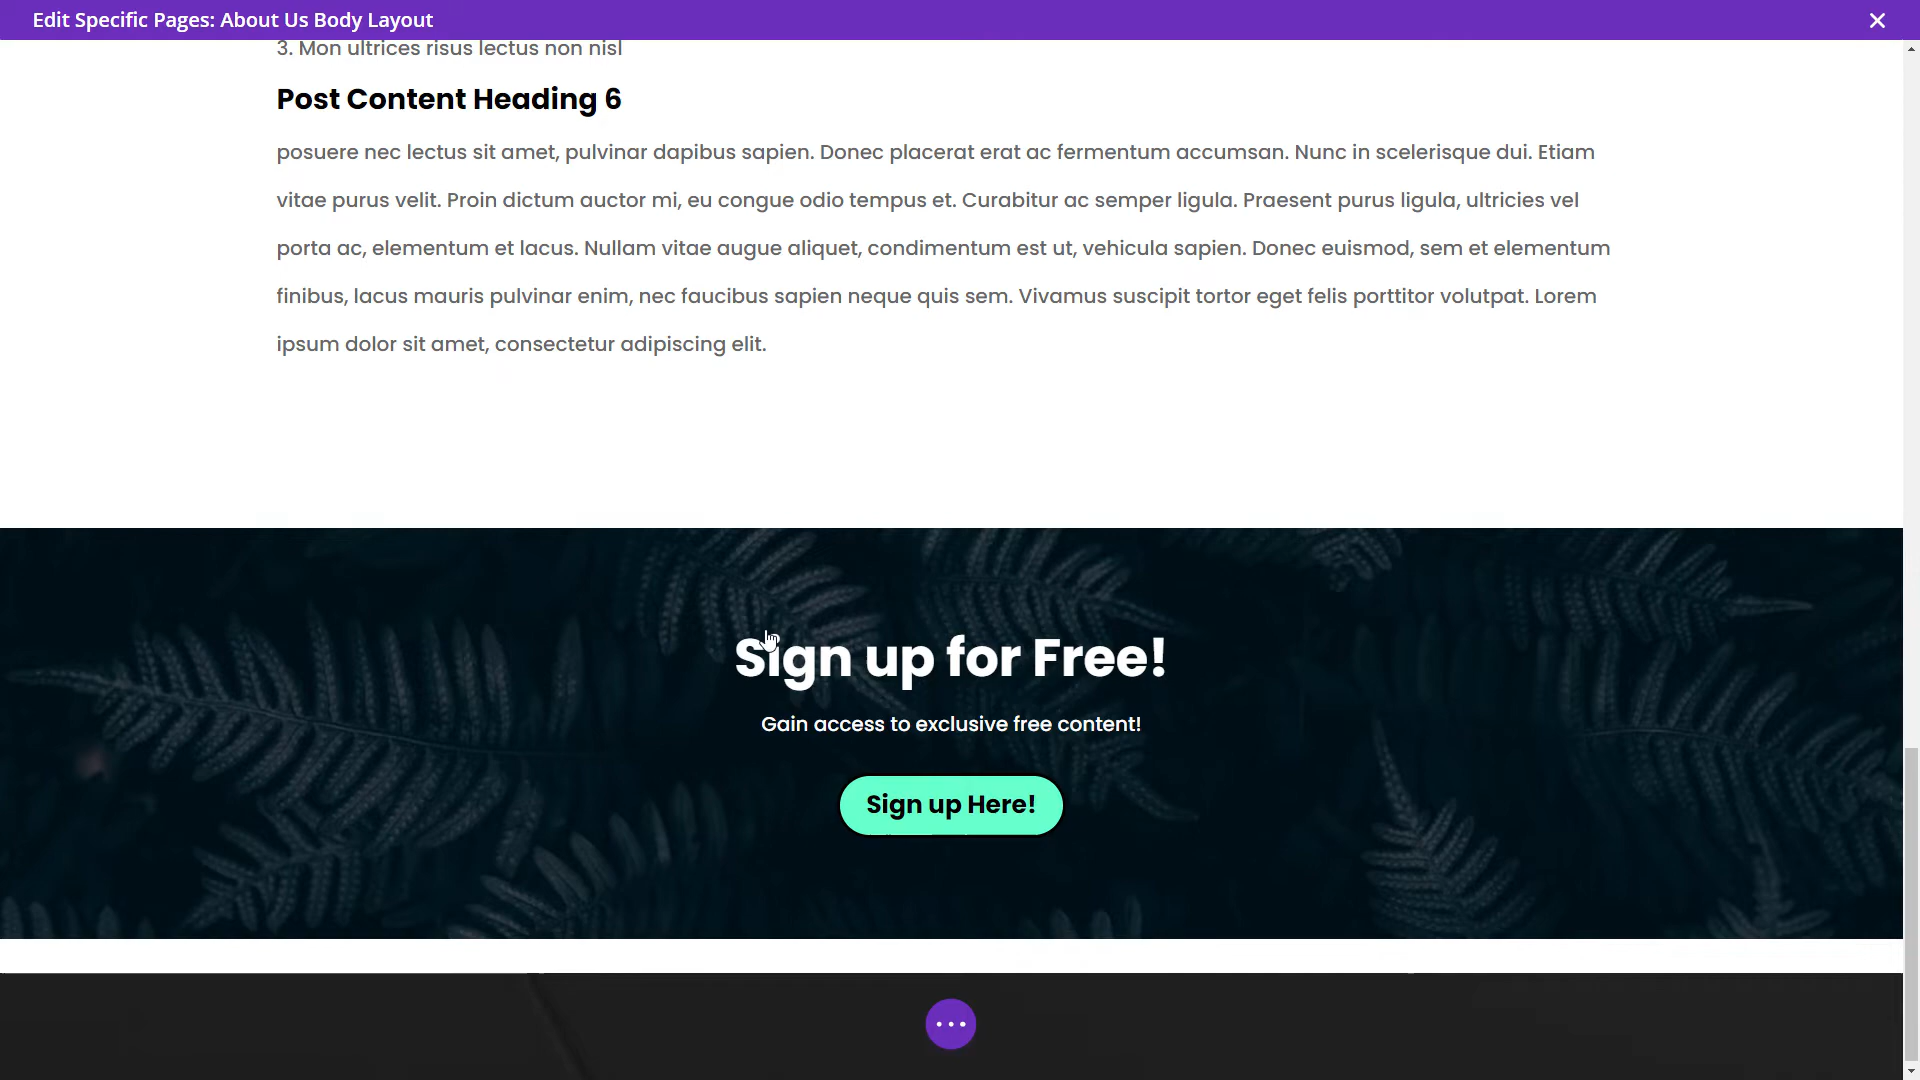 Edit Specific Pages: About Us Body Layout
3. Mon ultrices risus lectus non nisl
Post Content Heading 6
posuere nec lectus sit amet, pulvinar dapibus sapien. Donec placerat erat ac fermentum accumsan. Nunc in scelerisque dui. Etiam
vitae purus velit. Proin dictum auctor mi, eu congue odio tempus et. Curabitur ac semper ligula. Praesent purus ligula, ultricies vel
porta ac, elementum et lacus. Nullam vitae augue aliquet, condimentum est ut, vehicula sapien. Donec euismod, sem et elementum
finibus, lacus mauris pulvinar enim, nec faucibus sapien neque quis sem. Vivamus suscipit tortor eget felis porttitor volutpat. Lorem
ipsum dolor sit amet, consectetur adipiscing elit.
Sign up for Free!
Gain access to exclusive free content!
Sign up Here!